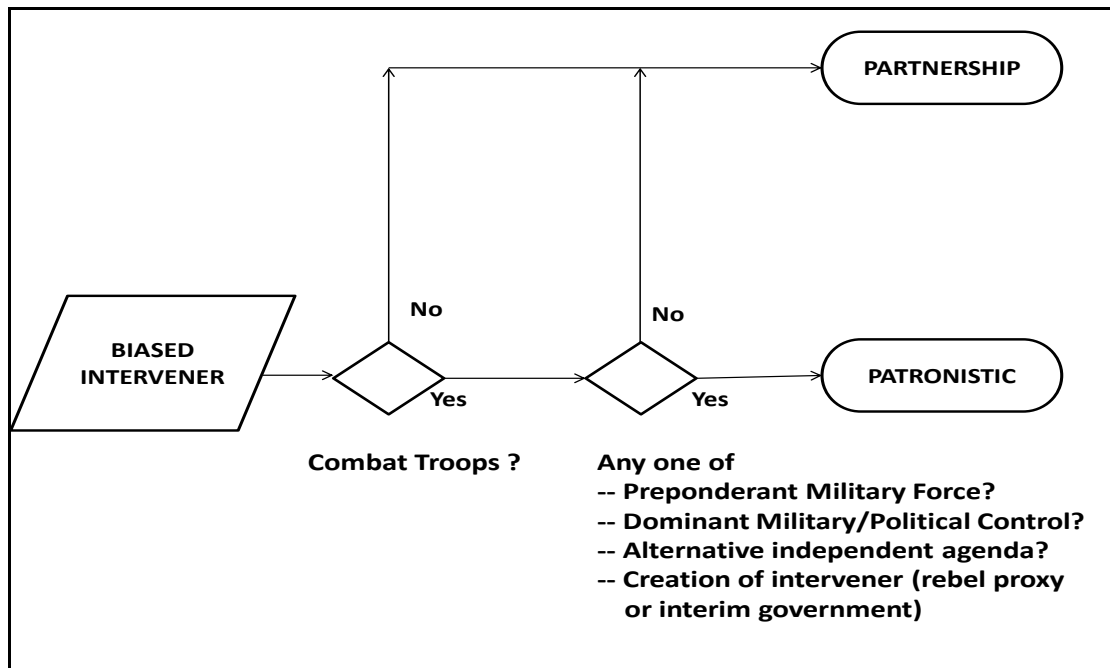 PARTNERSHIP
No
No
BIASED
INTERVENER
PATRONISTIC
Yes
Yes
Combat Troops ?
Any one of
-- Preponderant Military Force?
-- Dominant Military/Political Control?
-- Alternative independent agenda?
-- Creation of intervener (rebel proxy
or interim government)